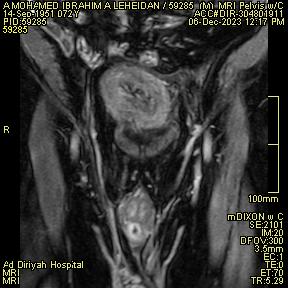 A MOHAMED IBRAHIM A LEHEIDAN / 59285 (M) MRI Pelvis w/C
14-Sep-1951 072Y ACC#DIR-304801911
PID:59285 06-Dec-2023 12:17 PM
59285
R
100mm
mDIXON w C
SE:2101
IM:20
DFOV:300
3.5mm
EC:1
Ad Diriyah Hospital TE:0
MRI ET:70
MRI TR:5.29